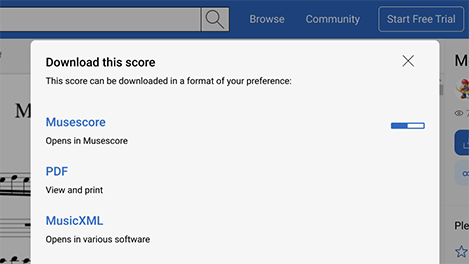 Browse
Community
Start Free Trial
Download this score
This score can be downloaded in a format of your preference:
Musescore
Opens in Musescore
PDF
View and print
MusicXML
Opens in various software
M
M
Ple